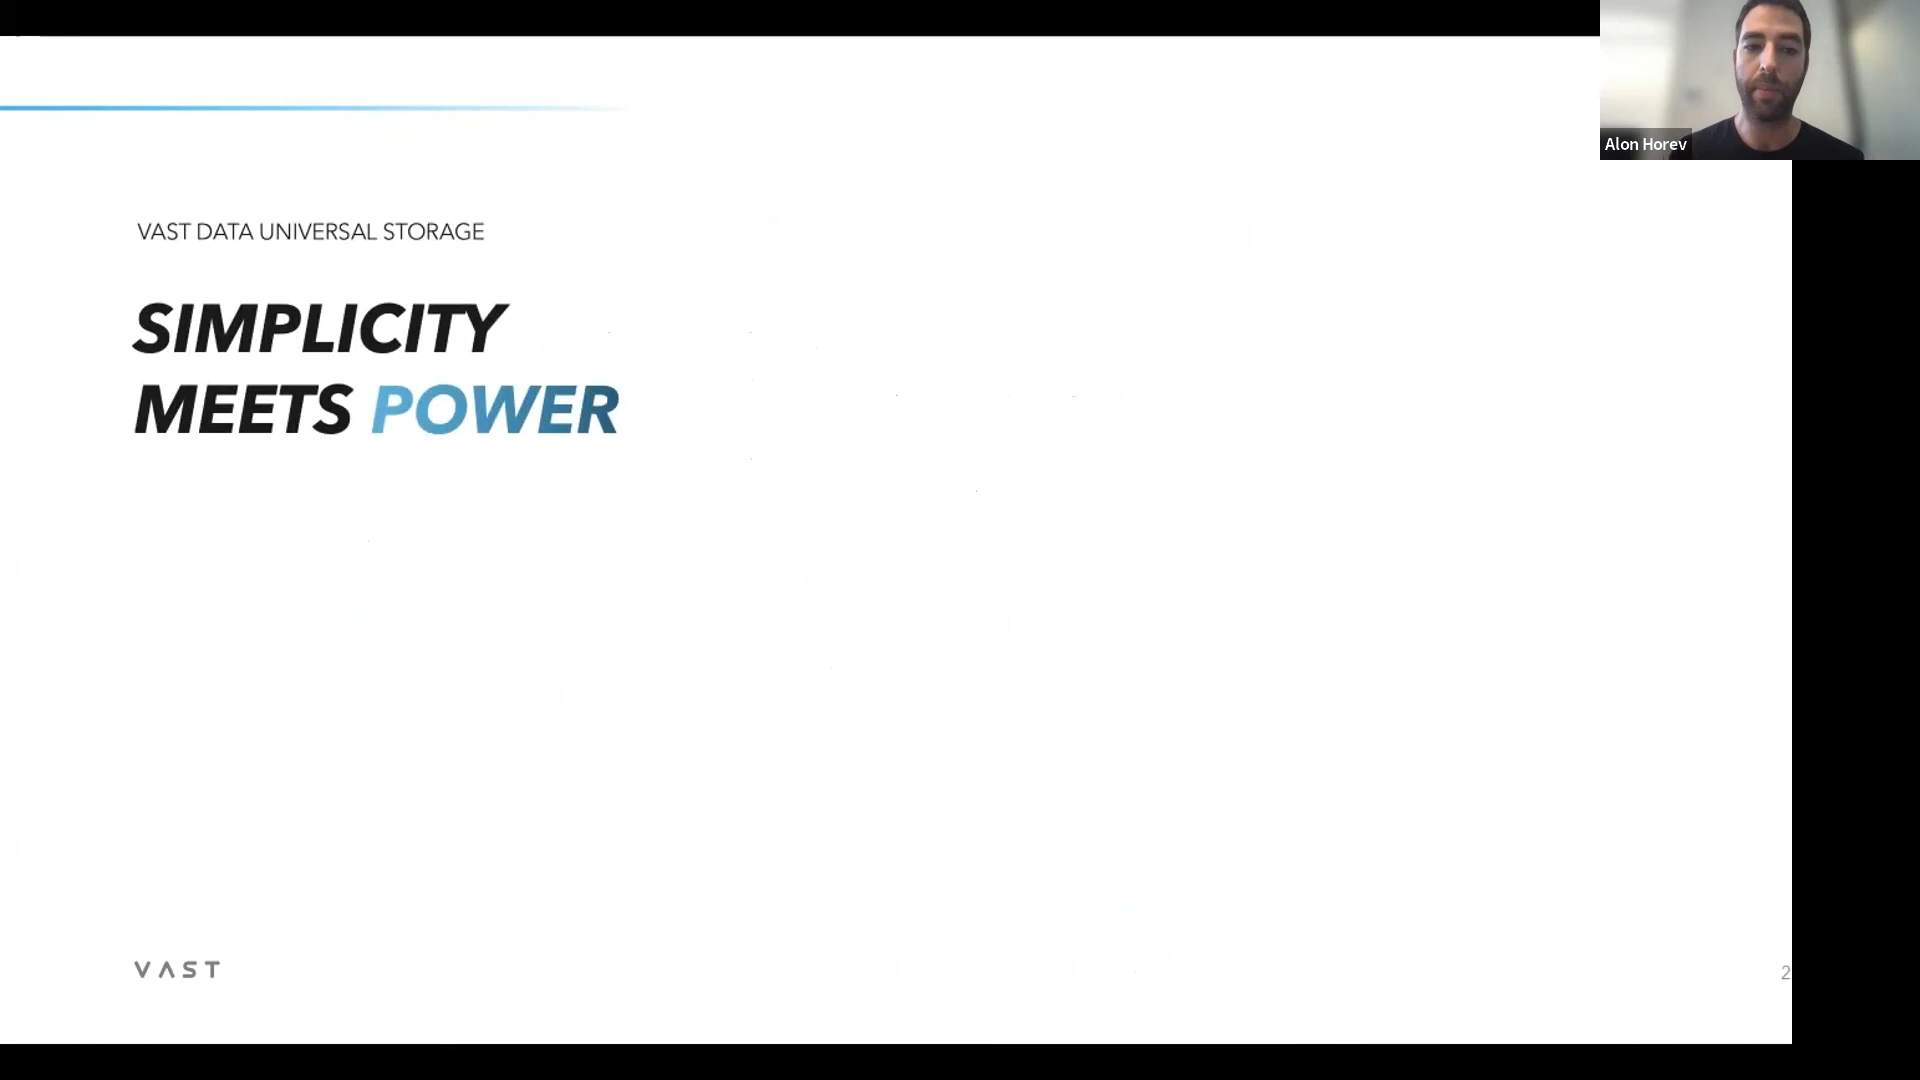 Alon Horev
VAST DATA UNIVERSAL STORAGE
SIMPLICITY
MEETS POWER
VAST
2